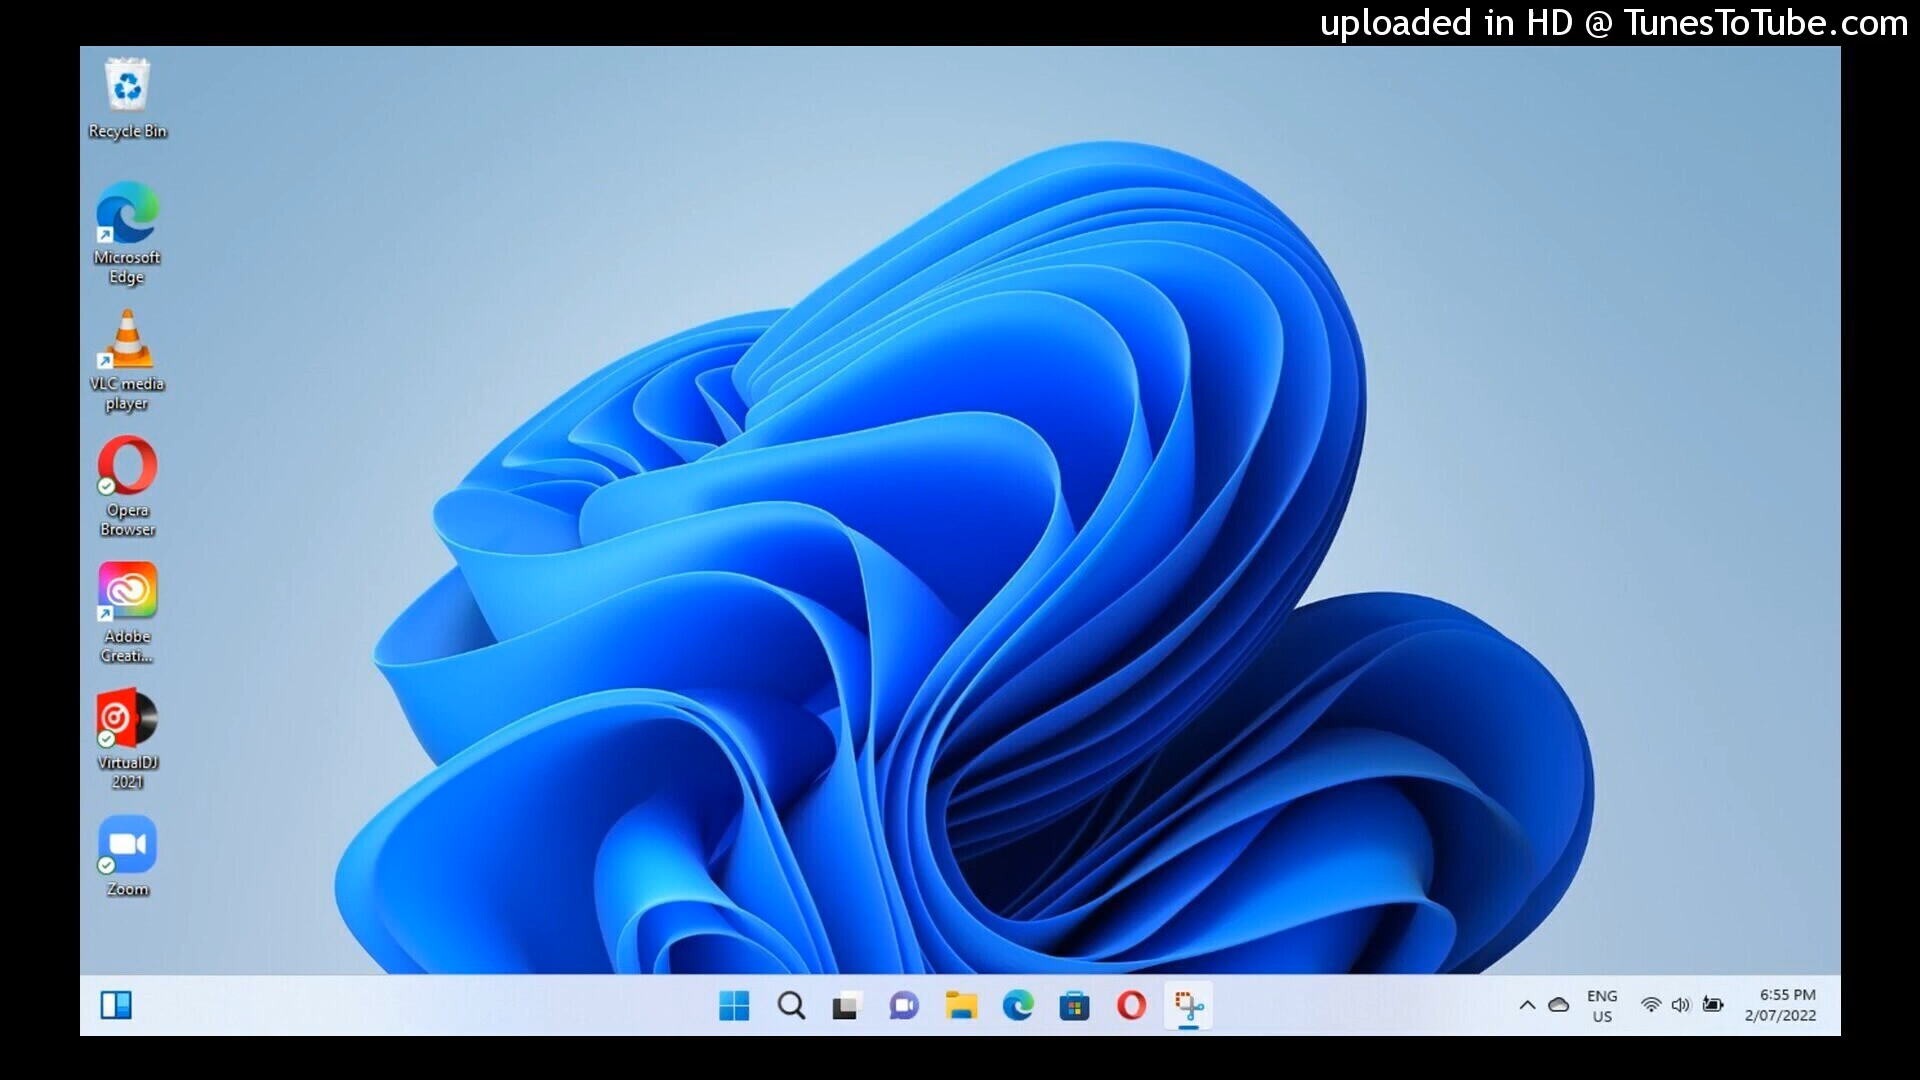 uploaded in HD @ TunesToTube.com
Recycle Bin
Microsoft
Edge
VLC media
player
Opera
Browser
Adobe
Creati...
VirtualDJ
2021
Zoom
ENG
US
6:55 PM
2/07/2022